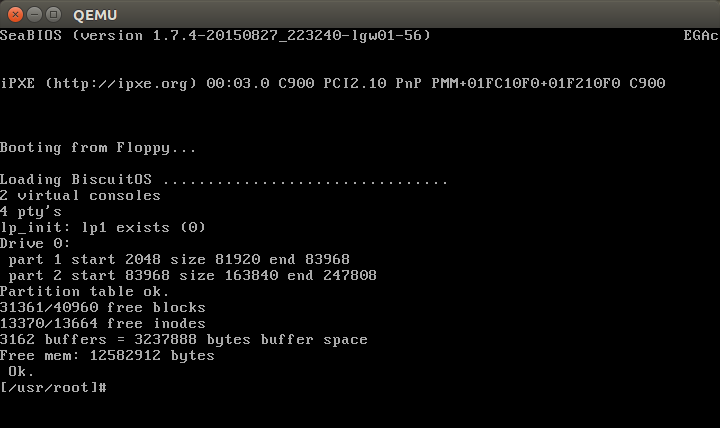 QEMU
SeaBIOS (version 1.7.4-20150827_223240-lgw01-56) EGAc
iPXE (http://ipxe.org) 00:03.0 C900 PCI2.10 PnP PMM+01FC10F0+01F210F0 C900
Booting from Floppy...
Loading BiscuitOS ................................
2 virtual consoles
4 pty's
lp_init: lp1 exists (0)
Drive 0:
part 1 start 2048 size 81920 end 83968
part 2 start 83968 size 163840 end 247808
Partition table ok.
31361/40960 free blocks
13370/13664 free inodes
3162 buffers = 3237888 bytes buffer space
Free mem: 12582912 bytes
Ok.
[/usr/root]#